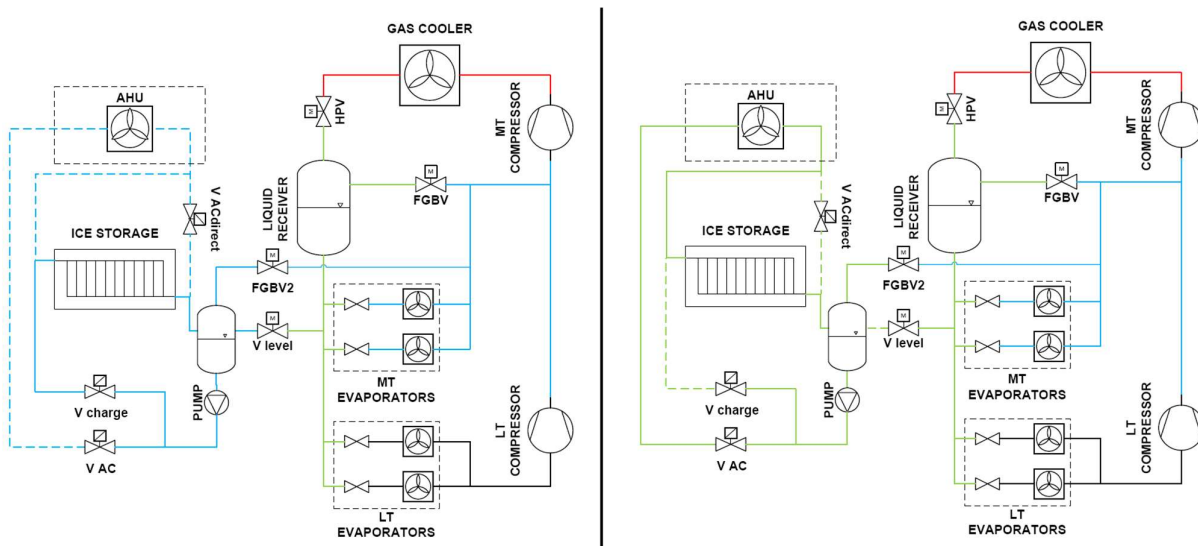 GAS COOLER
AHU
M
HPV
MT
COMPRESSOR
M
FGBV
LIQUID
RECEIVER
V ACdirect
ICE STORAGE
M
FGBV2
M
V level
MT
EVAPORATORS
PUMP
V charge
V AC
LT
COMPRESSOR
LT
EVAPORATORS
GAS COOLER
AHU
M
HPV
MT
COMPRESSOR
M
FGBV
LIQUID
RECEIVER
V ACdirect
ICE STORAGE
M
FGBV2
M
V level
MT
EVAPORATORS
PUMP
V charge
V AC
LT
COMPRESSOR
LT
EVAPORATORS